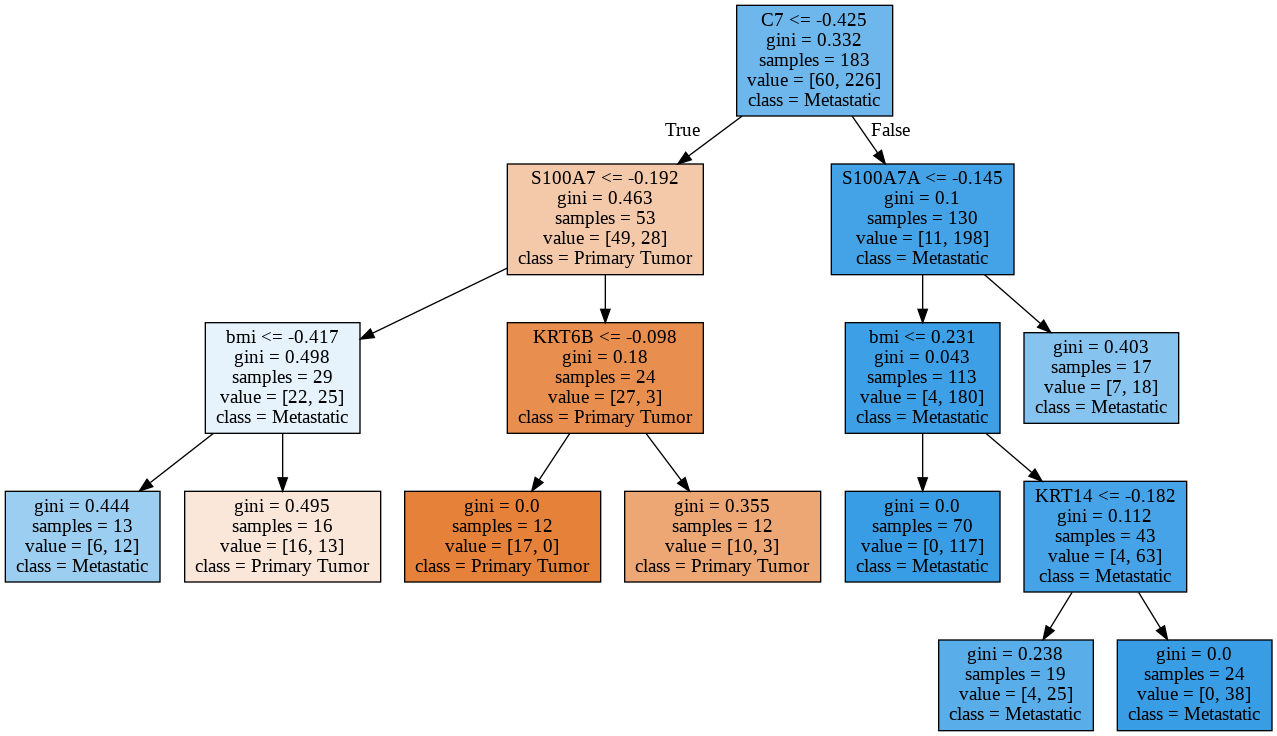 C7 <= -0.425
gini = 0.332
samples = 183
value = [60, 226]
class = Metastatic
True
False
S100A7 <= -0.192
gini = 0.463
samples = 53
value = [49, 28]
class = Primary Tumor
S100A7A <= -0.145
gini = 0.1
samples = 130
value = [11, 198]
class = Metastatic
bmi <= -0.417
gini = 0.498
samples = 29
value = [22, 25]
class = Metastatic
KRT6B <= -0.098
gini = 0.18
samples = 24
value = [27, 3]
class = Primary Tumor
bmi <= 0.231
gini = 0.043
samples = 113
value = [4, 180]
class = Metastatic
gini = 0.403
samples = 17
value = [7, 18]
class = Metastatic
gini = 0.444
samples = 13
value = [6, 12]
class = Metastatic
gini = 0.495
samples = 16
value = [16, 13]
class = Primary Tumor
gini = 0.0
samples = 12
value = [17, 0]
class = Primary Tumor
gini = 0.355
samples = 12
value = [10, 3]
class = Primary Tumor
gini = 0.0
samples = 70
value = [0, 117]
class = Metastatic
KRT14 <= -0.182
gini = 0.112
samples = 43
value = [4, 63]
class = Metastatic
gini = 0.238
samples = 19
value = [4, 25]
class = Metastatic
gini = 0.0
samples = 24
value = [0, 38]
class = Metastatic